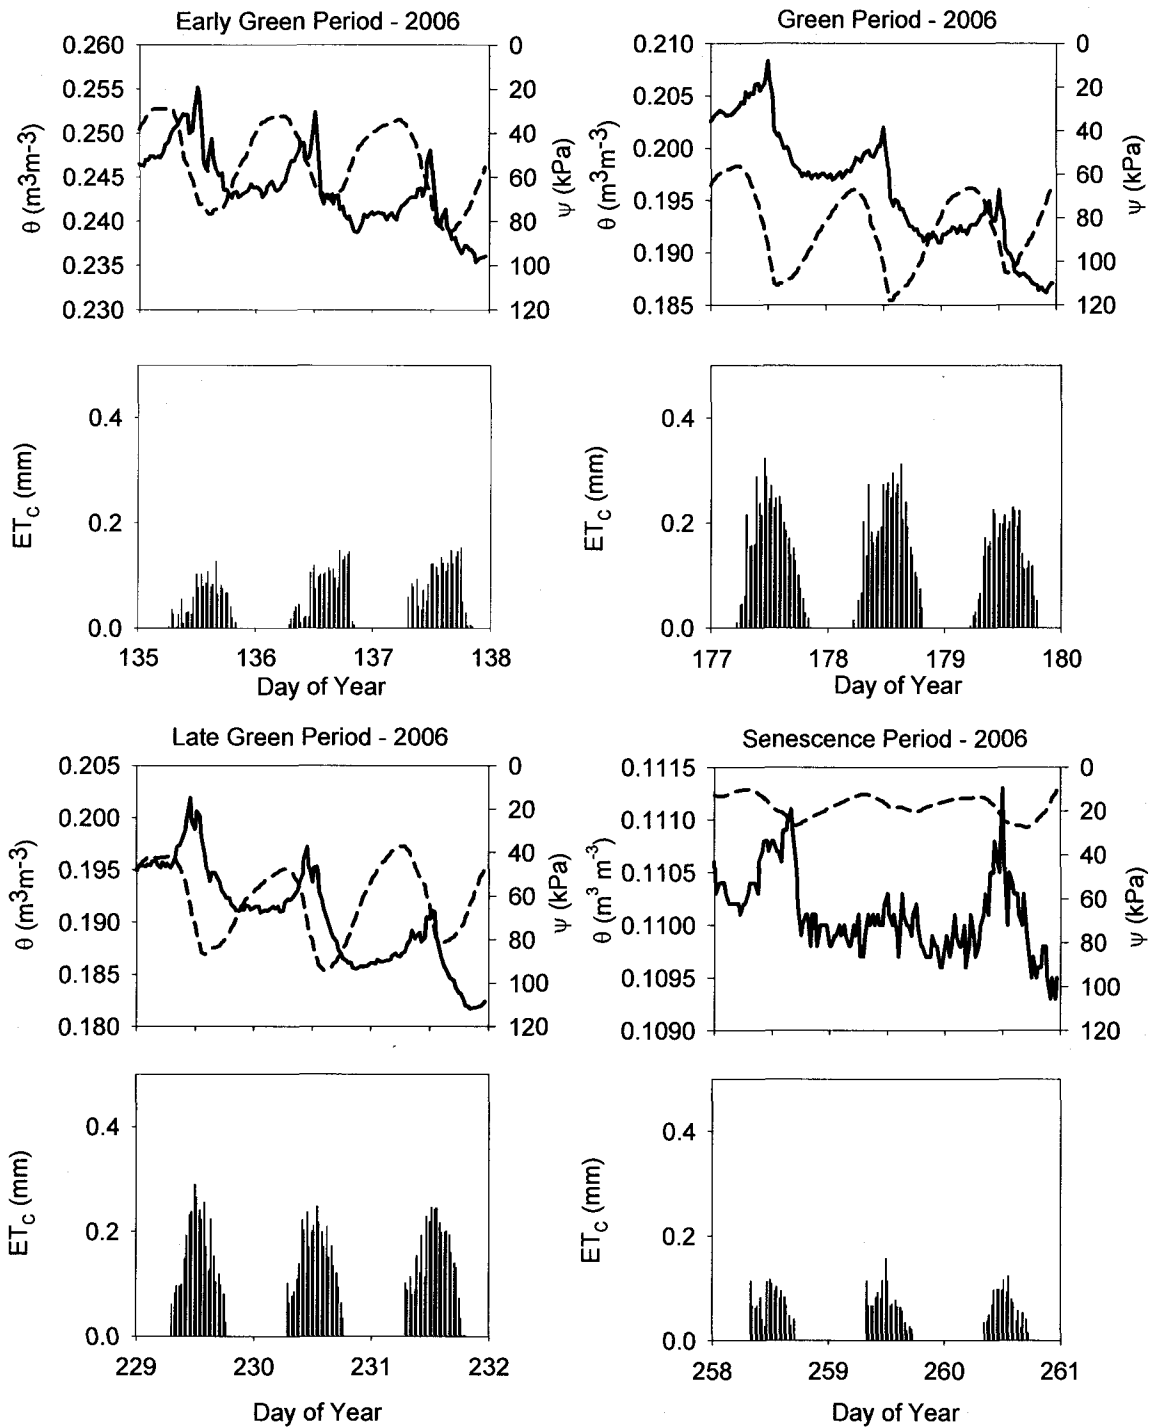 Early Green Period - 2006
0.260
0.255
0.250
0.245
0.240
0.235
0.230
θ (m3m-3)
0
20
40
60
80
100
120
ψ (kPa)
Green Period - 2006
0.210
0.205
0.200
0.195
0.190
0.185
θ (m3m-3)
0
20
40
60
80
100
120
ψ (kPa)
0.4
0.2
0.0
ETC (mm)
135 136 137 138
Day of Year
0.4
0.2
0.0
ETC (mm)
177 178 179 180
Day of Year
Late Green Period - 2006
0.205
0.200
0.195
0.190
0.185
0.180
θ (m3m-3)
0
20
40
60
80
100
120
ψ (kPa)
Senescence Period - 2006
0.1115
0.1110
0.1105
0.1100
0.1095
0.1090
θ (m³ m⁻³)
0
20
40
60
80
100
120
ψ (kPa)
0.4
0.2
0.0
ETC (mm)
229 230 231 232
Day of Year
0.4
0.2
0.0
ETC (mm)
258 259 260 261
Day of Year